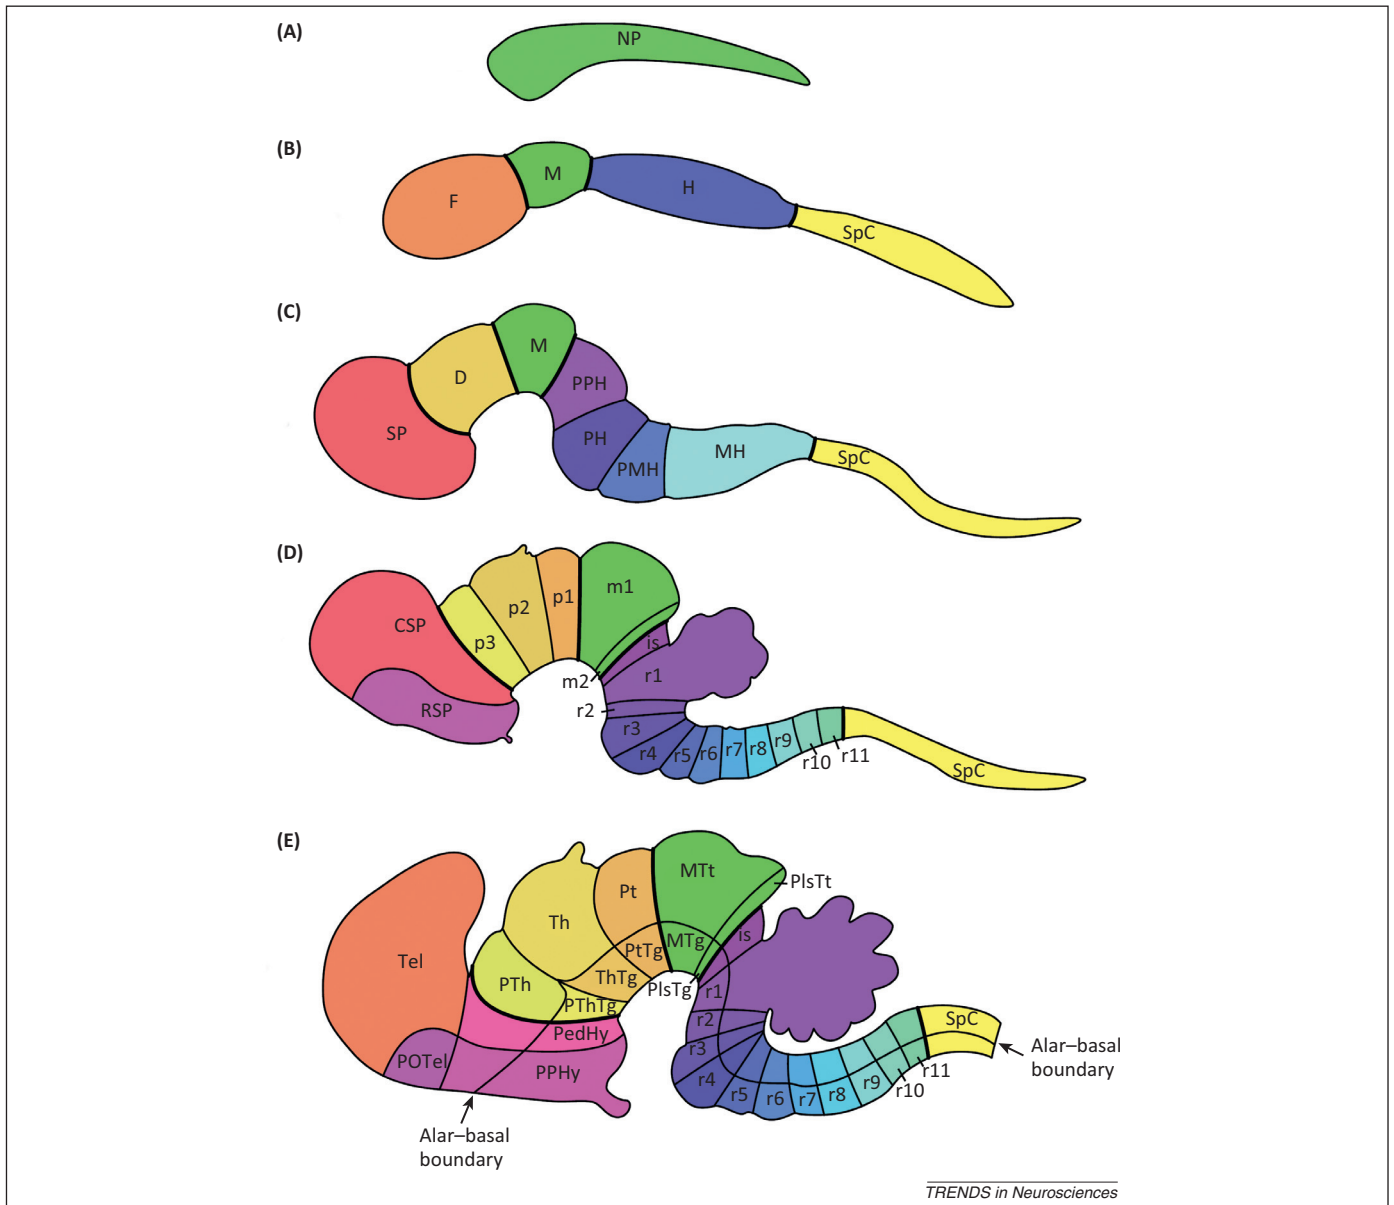 (A)
NP
(B)
F
M
H
SpC
(C)
SP
D
M
PPH
PH
PMH
MH
SpC
(D)
CSP
RSP
p3
p2
p1
m1
m2
is
r1
r2
r3
r4
r5
r6
r7
r8
r9
r10
r11
SpC
(E)
Tel
POTel
PTh
Th
Pt
MTt
PIsTt
PThTg
ThTg
PtTg
MTg
PIsTg
PedHy
PPHy
is
r1
r2
r3
r4
r5
r6
r7
r8
r9
r10
r11
SpC
Alar–basal
boundary
Alar–basal
boundary
TRENDS in Neurosciences